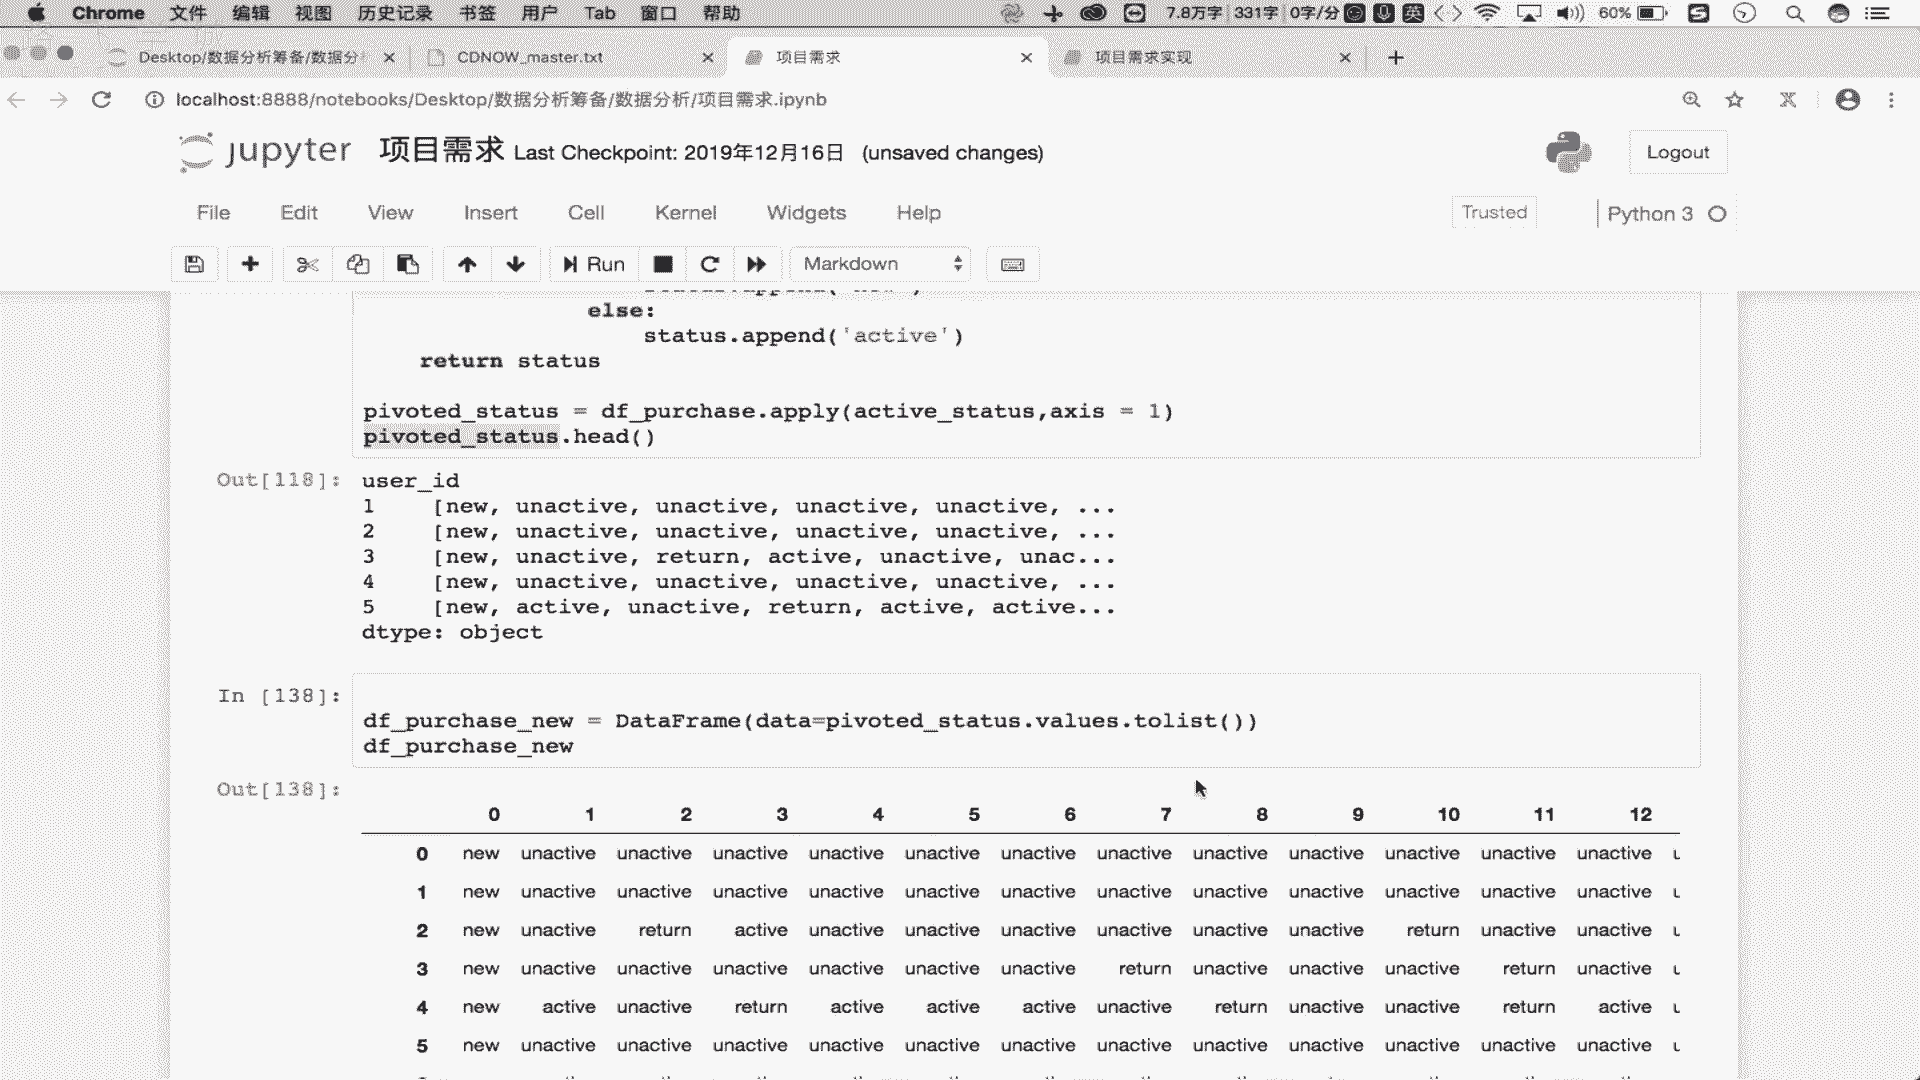 Chrome 文件 编辑 视图 历史记录 书签 用户 Tab 窗口 帮助 7.8万字 331字 0字/分 英 60%
Desktop/数据分析筹备/数据分 CDNOW_master.txt 项目需求 项目需求实现
localhost:8888/notebooks/Desktop/数据分析筹备/数据分析/项目需求.ipynb
jupyter 项目需求 Last Checkpoint: 2019年12月16日 (unsaved changes) Logout
File Edit View Insert Cell Kernel Widgets Help Trusted Python 3
Run Markdown
else:
status.append('active')
return status
pivoted_status = df_purchase.apply(active_status,axis = 1)
pivoted_status.head()
Out[118]: user_id
1 [new, unactive, unactive, unactive, unactive, ...
2 [new, unactive, unactive, unactive, unactive, ...
3 [new, unactive, return, active, unactive, unac...
4 [new, unactive, unactive, unactive, unactive, ...
5 [new, active, unactive, return, active, active...
dtype: object
In [138]:
df_purchase_new = DataFrame(data=pivoted_status.values.tolist())
df_purchase_new
Out[138]:
0 1 2 3 4 5 6 7 8 9 10 11 12
0 new unactive unactive unactive unactive unactive unactive unactive unactive unactive unactive unactive unactive
1 new unactive unactive unactive unactive unactive unactive unactive unactive unactive unactive unactive unactive
2 new unactive return active unactive unactive unactive unactive unactive unactive return unactive unactive
3 new unactive unactive unactive unactive unactive unactive return unactive unactive unactive return unactive
4 new active unactive return active active active unactive return unactive unactive return active
5 new unactive unactive unactive unactive unactive unactive unactive unactive unactive unactive unactive unactive